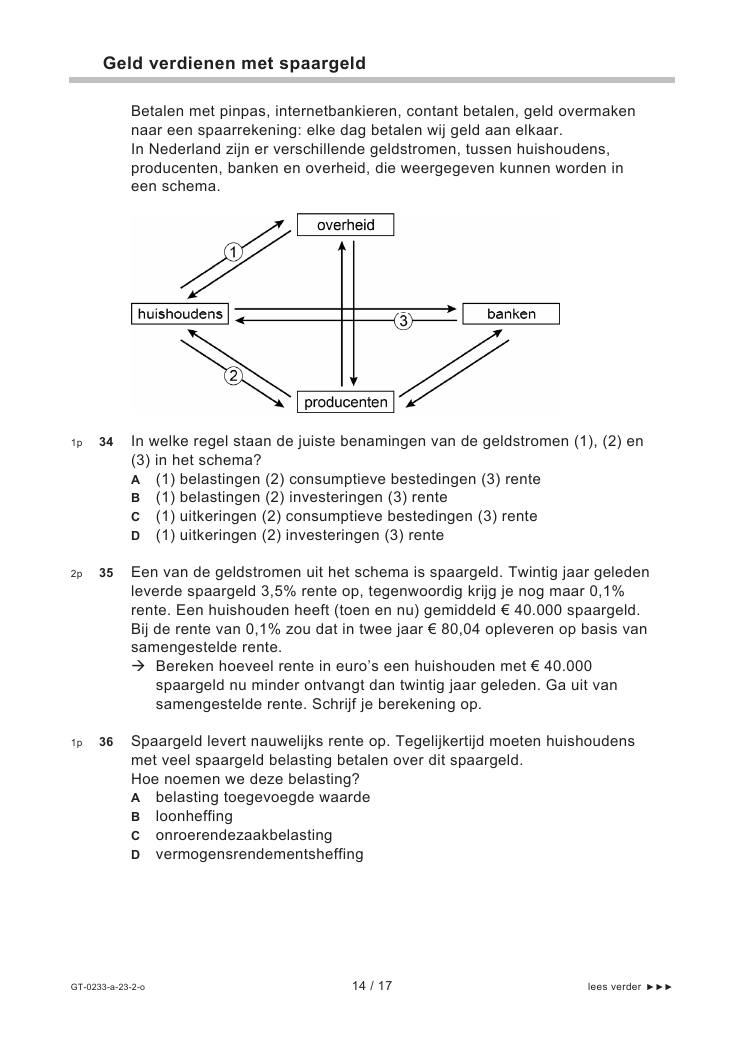 Geld verdienen met spaargeld
Betalen met pinpas, internetbankieren, contant betalen, geld overmaken
naar een spaarrekening: elke dag betalen wij geld aan elkaar.
In Nederland zijn er verschillende geldstromen, tussen huishoudens,
producenten, banken en overheid, die weergegeven kunnen worden in
een schema.
overheid
1
huishoudens
banken
3
2
producenten
1p 34 In welke regel staan de juiste benamingen van de geldstromen (1), (2) en
(3) in het schema?
A (1) belastingen (2) consumptieve bestedingen (3) rente
B (1) belastingen (2) investeringen (3) rente
C (1) uitkeringen (2) consumptieve bestedingen (3) rente
D (1) uitkeringen (2) investeringen (3) rente
2p 35 Een van de geldstromen uit het schema is spaargeld. Twintig jaar geleden
leverde spaargeld 3,5% rente op, tegenwoordig krijg je nog maar 0,1%
rente. Een huishouden heeft (toen en nu) gemiddeld € 40.000 spaargeld.
Bij de rente van 0,1% zou dat in twee jaar € 80,04 opleveren op basis van
samengestelde rente.
→ Bereken hoeveel rente in euro's een huishouden met € 40.000
spaargeld nu minder ontvangt dan twintig jaar geleden. Ga uit van
samengestelde rente. Schrijf je berekening op.
1p 36 Spaargeld levert nauwelijks rente op. Tegelijkertijd moeten huishoudens
met veel spaargeld belasting betalen over dit spaargeld.
Hoe noemen we deze belasting?
A belasting toegevoegde waarde
B loonheffing
C onroerendezaakbelasting
D vermogensrendementsheffing
GT-0233-a-23-2-o 14 / 17 lees verder ►►►